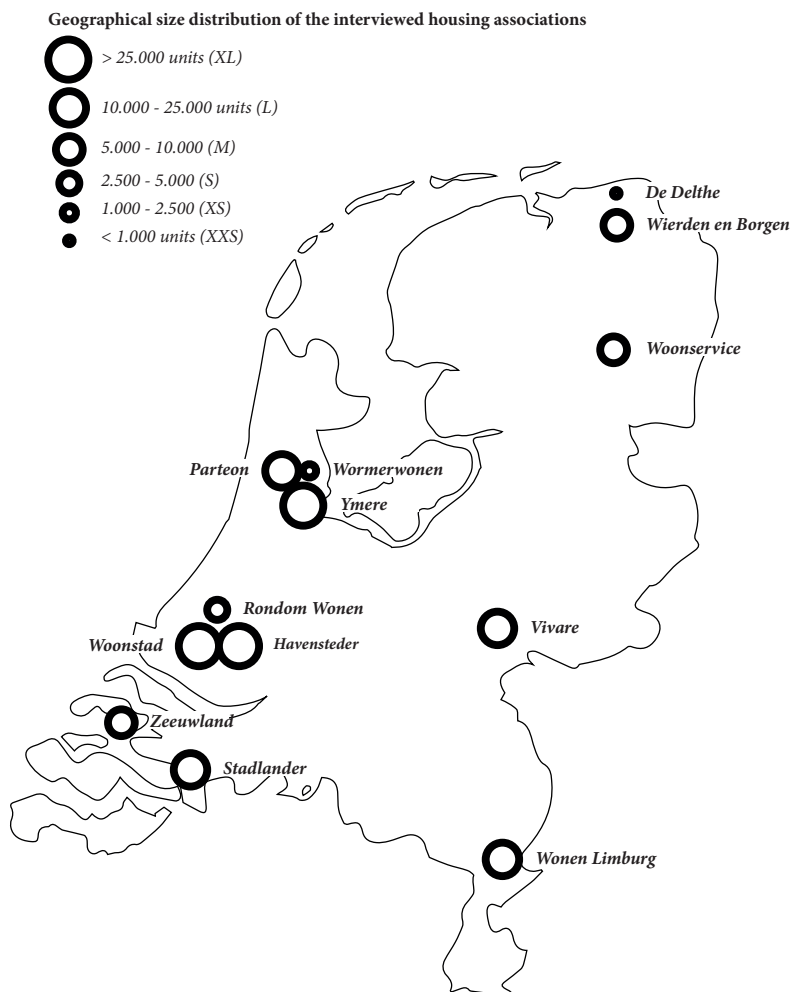 Geographical size distribution of the interviewed housing associations
> 25.000 units (XL)
10.000 - 25.000 units (L)
5.000 - 10.000 (M)
2.500 - 5.000 (S)
1.000 - 2.500 (XS)
< 1.000 units (XXS)
De Delthe
Wierden en Borgen
Woonservice
Parteon
Wormerwonen
Ymere
Rondom Wonen
Woonstad
Havensteder
Vivare
Zeeuwland
Stadlander
Wonen Limburg